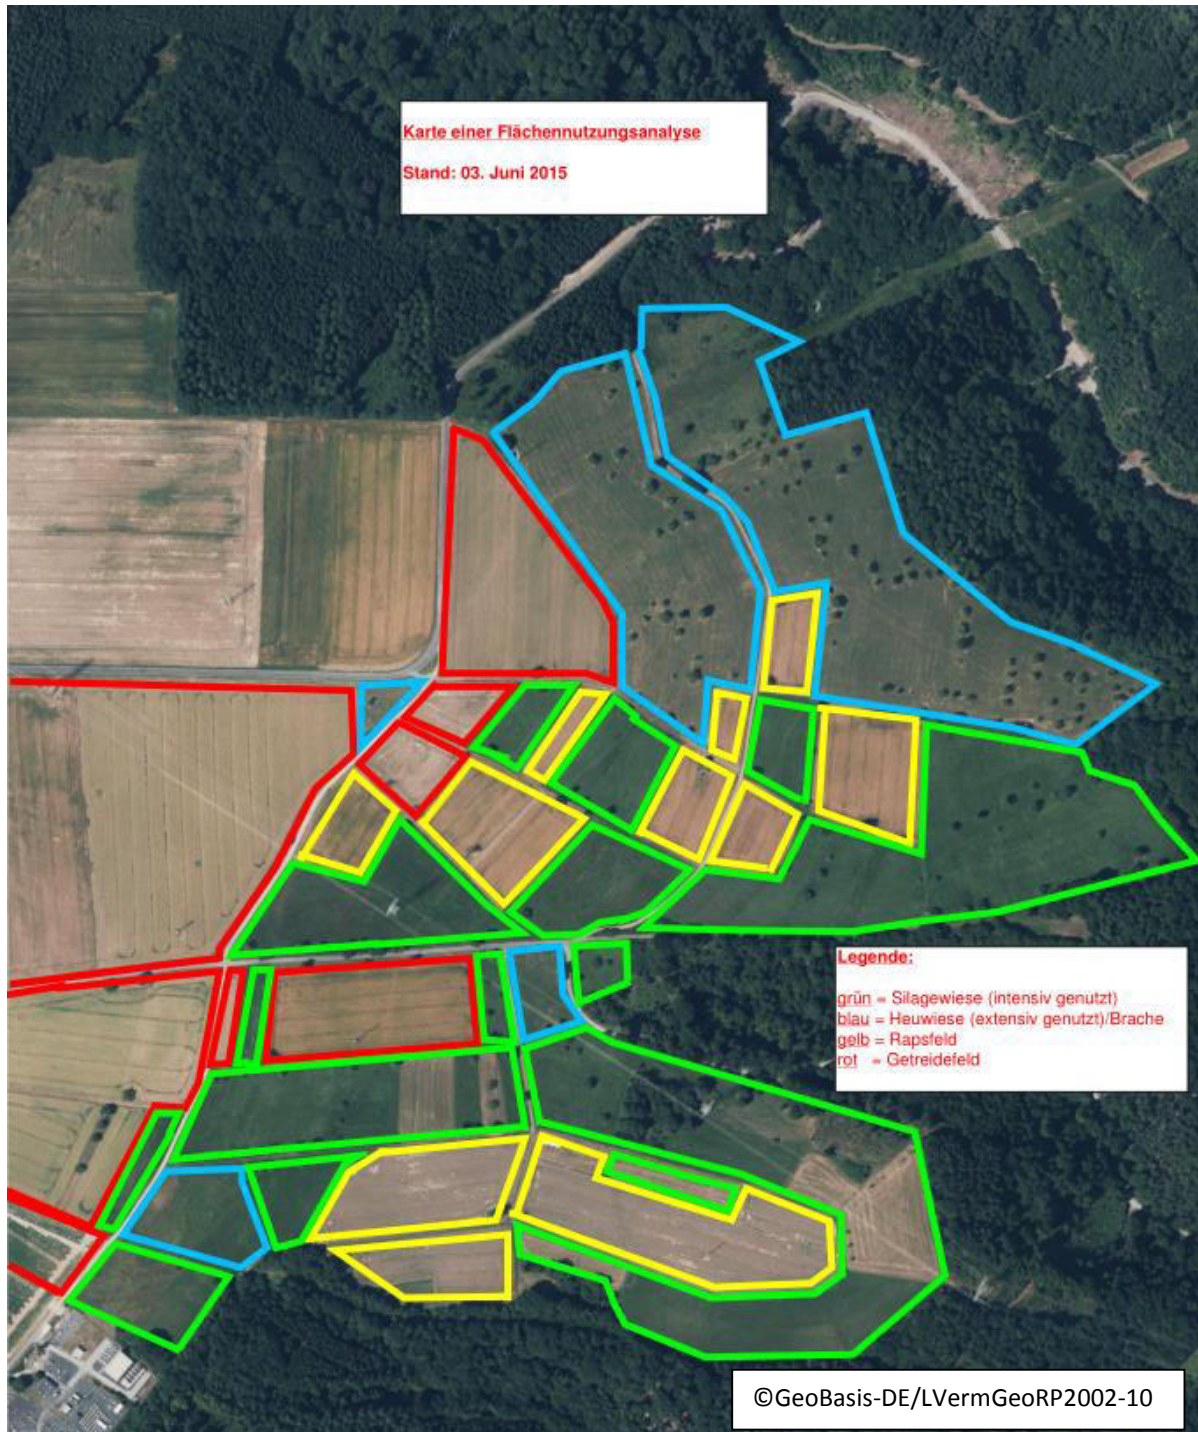 Karte einer Flächennutzungsanalyse
Stand: 03. Juni 2015
Legende:
grün = Silagewiese (intensiv genutzt)
blau = Heuwiese (extensiv genutzt)/Brache
gelb = Rapsfeld
rot = Getreidefeld
©GeoBasis-DE/LVermGeoRP2002-10